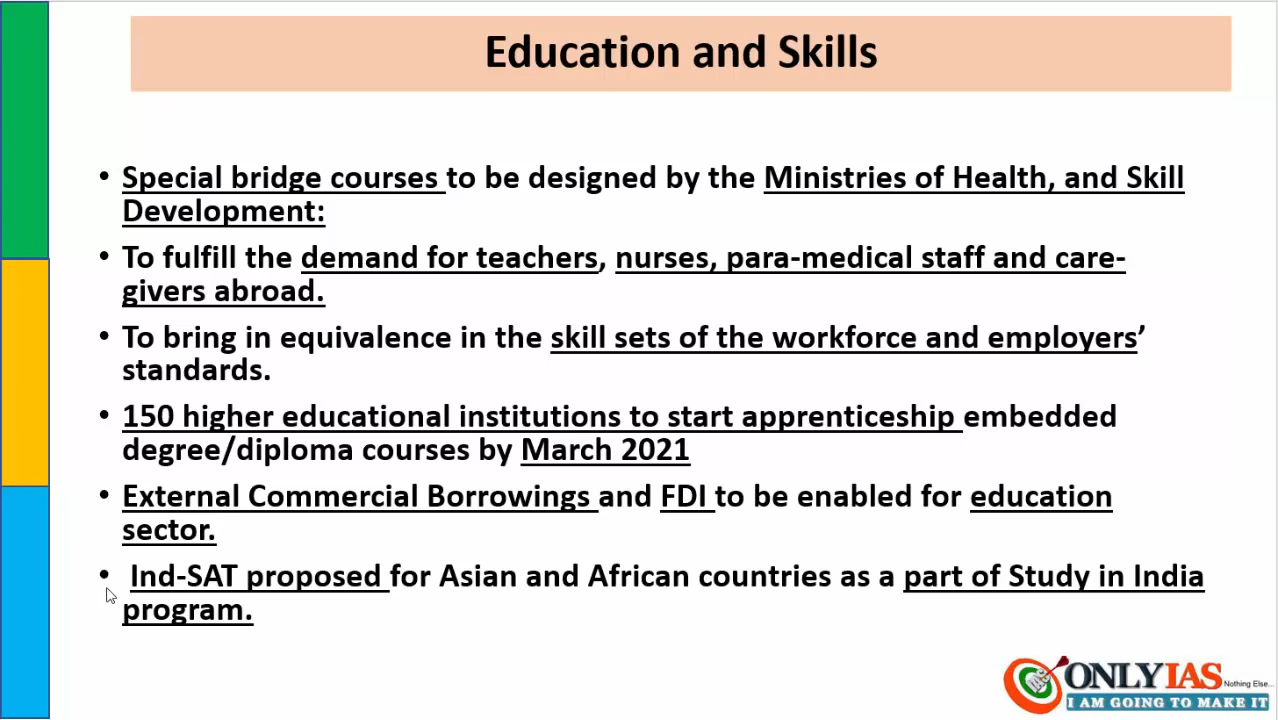 Education and Skills
• Special bridge courses to be designed by the Ministries of Health, and Skill
Development:
• To fulfill the demand for teachers, nurses, para-medical staff and care-
givers abroad.
• To bring in equivalence in the skill sets of the workforce and employers’
standards.
• 150 higher educational institutions to start apprenticeship embedded
degree/diploma courses by March 2021
• External Commercial Borrowings and FDI to be enabled for education
sector.
• Ind-SAT proposed for Asian and African countries as a part of Study in India
program.
ONLYIAS Nothing Else...
I AM GOING TO MAKE IT